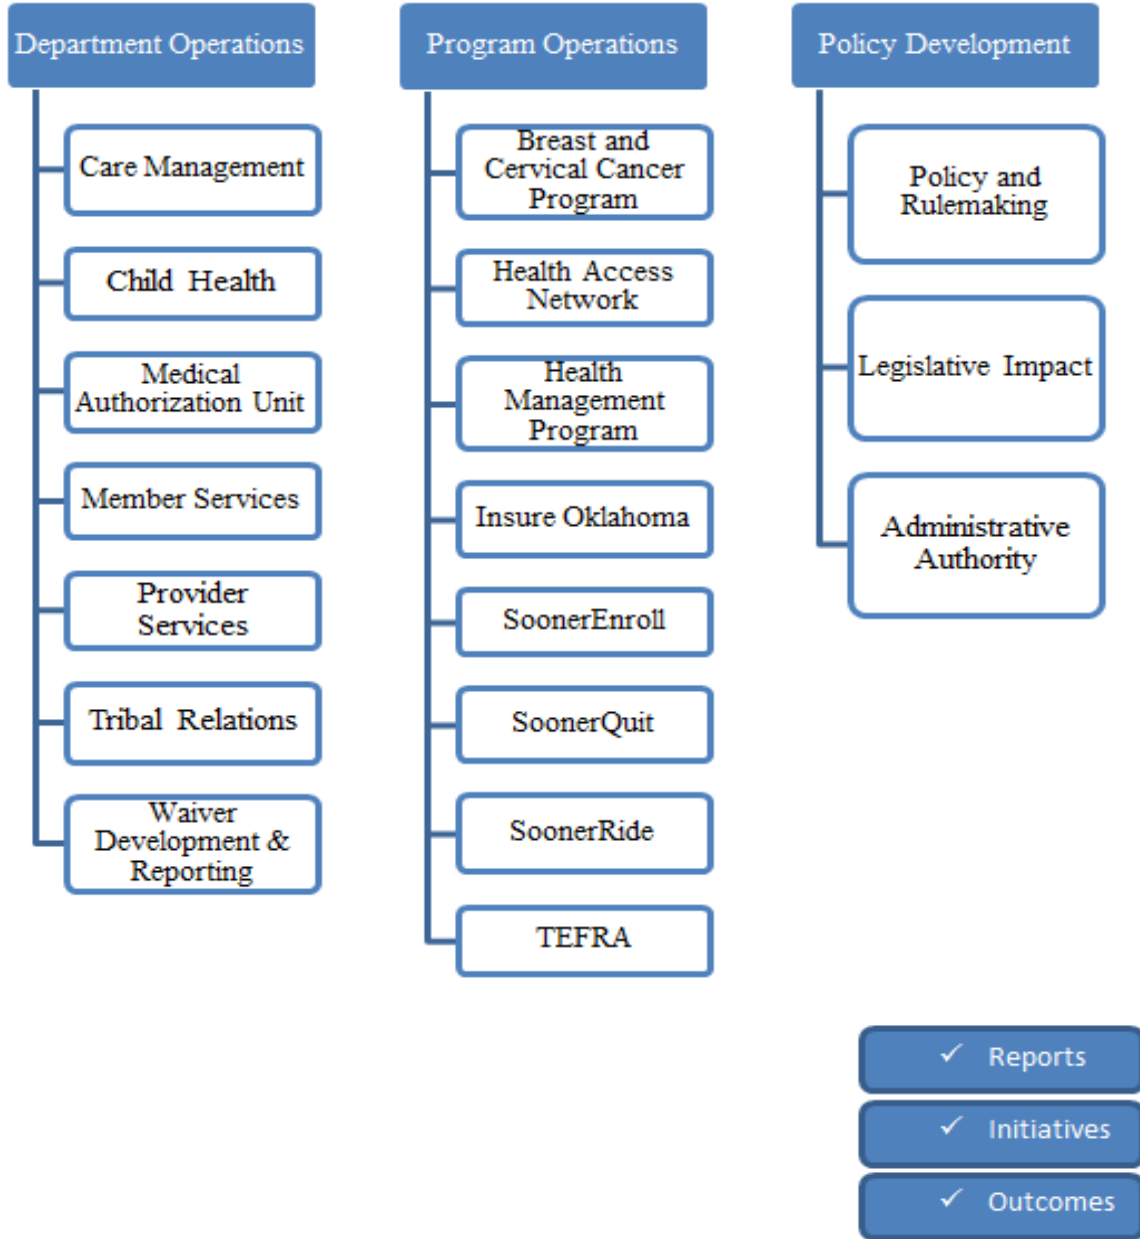 Department Operations
Care Management
Child Health
Medical
Authorization Unit
Member Services
Provider
Services
Tribal Relations
Waiver
Development &
Reporting
Program Operations
Breast and
Cervical Cancer
Program
Health Access
Network
Health
Management
Program
Insure Oklahoma
SoonerEnroll
SoonerQuit
SoonerRide
TEFRA
Policy Development
Policy and
Rulemaking
Legislative Impact
Administrative
Authority
✓ Reports
✓ Initiatives
✓ Outcomes